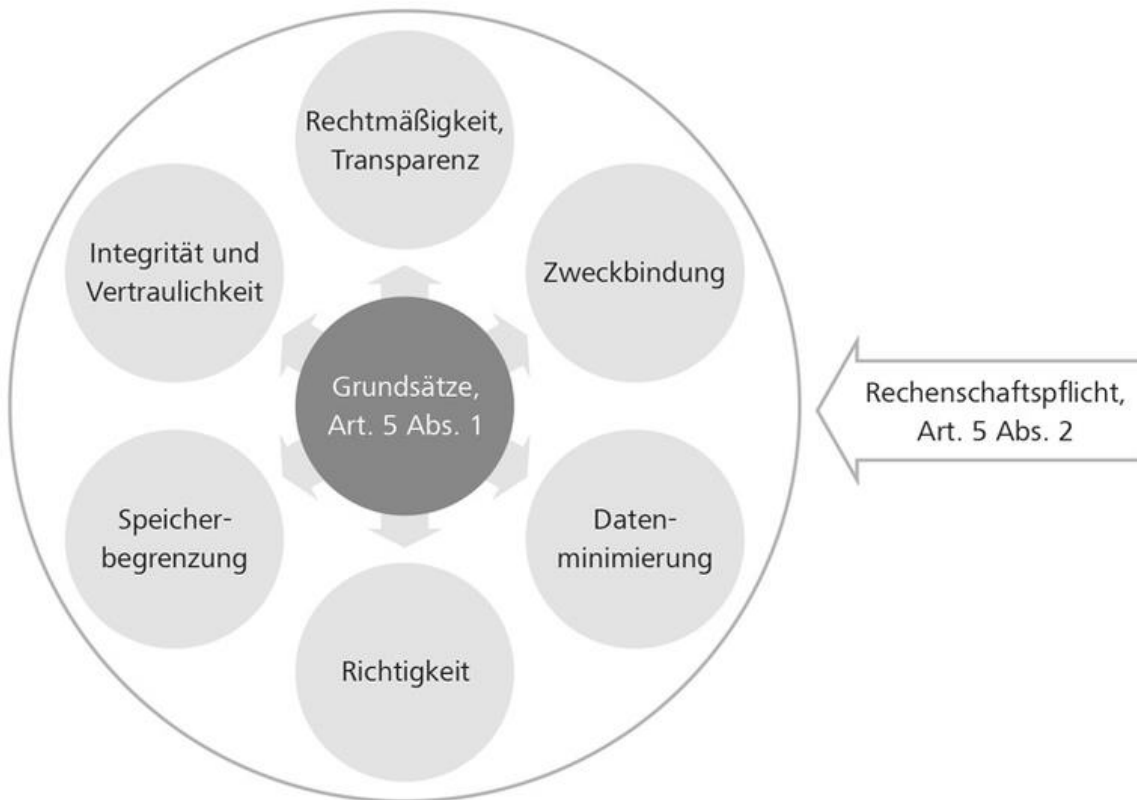 Rechtmäßigkeit,
Transparenz
Integrität und
Vertraulichkeit
Zweckbindung
Grundsätze,
Art. 5 Abs. 1
Rechenschaftspflicht,
Art. 5 Abs. 2
Speicher-
begrenzung
Daten-
minimierung
Richtigkeit